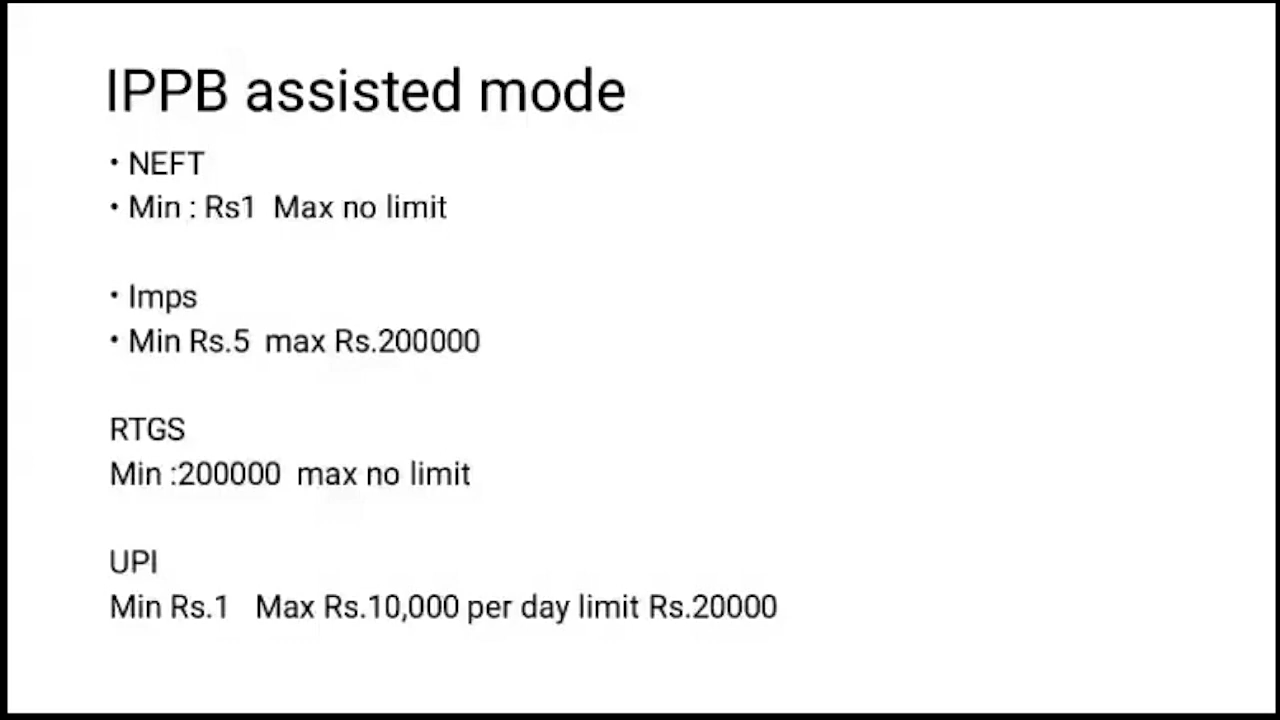 IPPB assisted mode
• NEFT
• Min : Rs1 Max no limit
• Imps
• Min Rs.5 max Rs.200000
RTGS
Min :200000 max no limit
UPI
Min Rs.1 Max Rs.10,000 per day limit Rs.20000